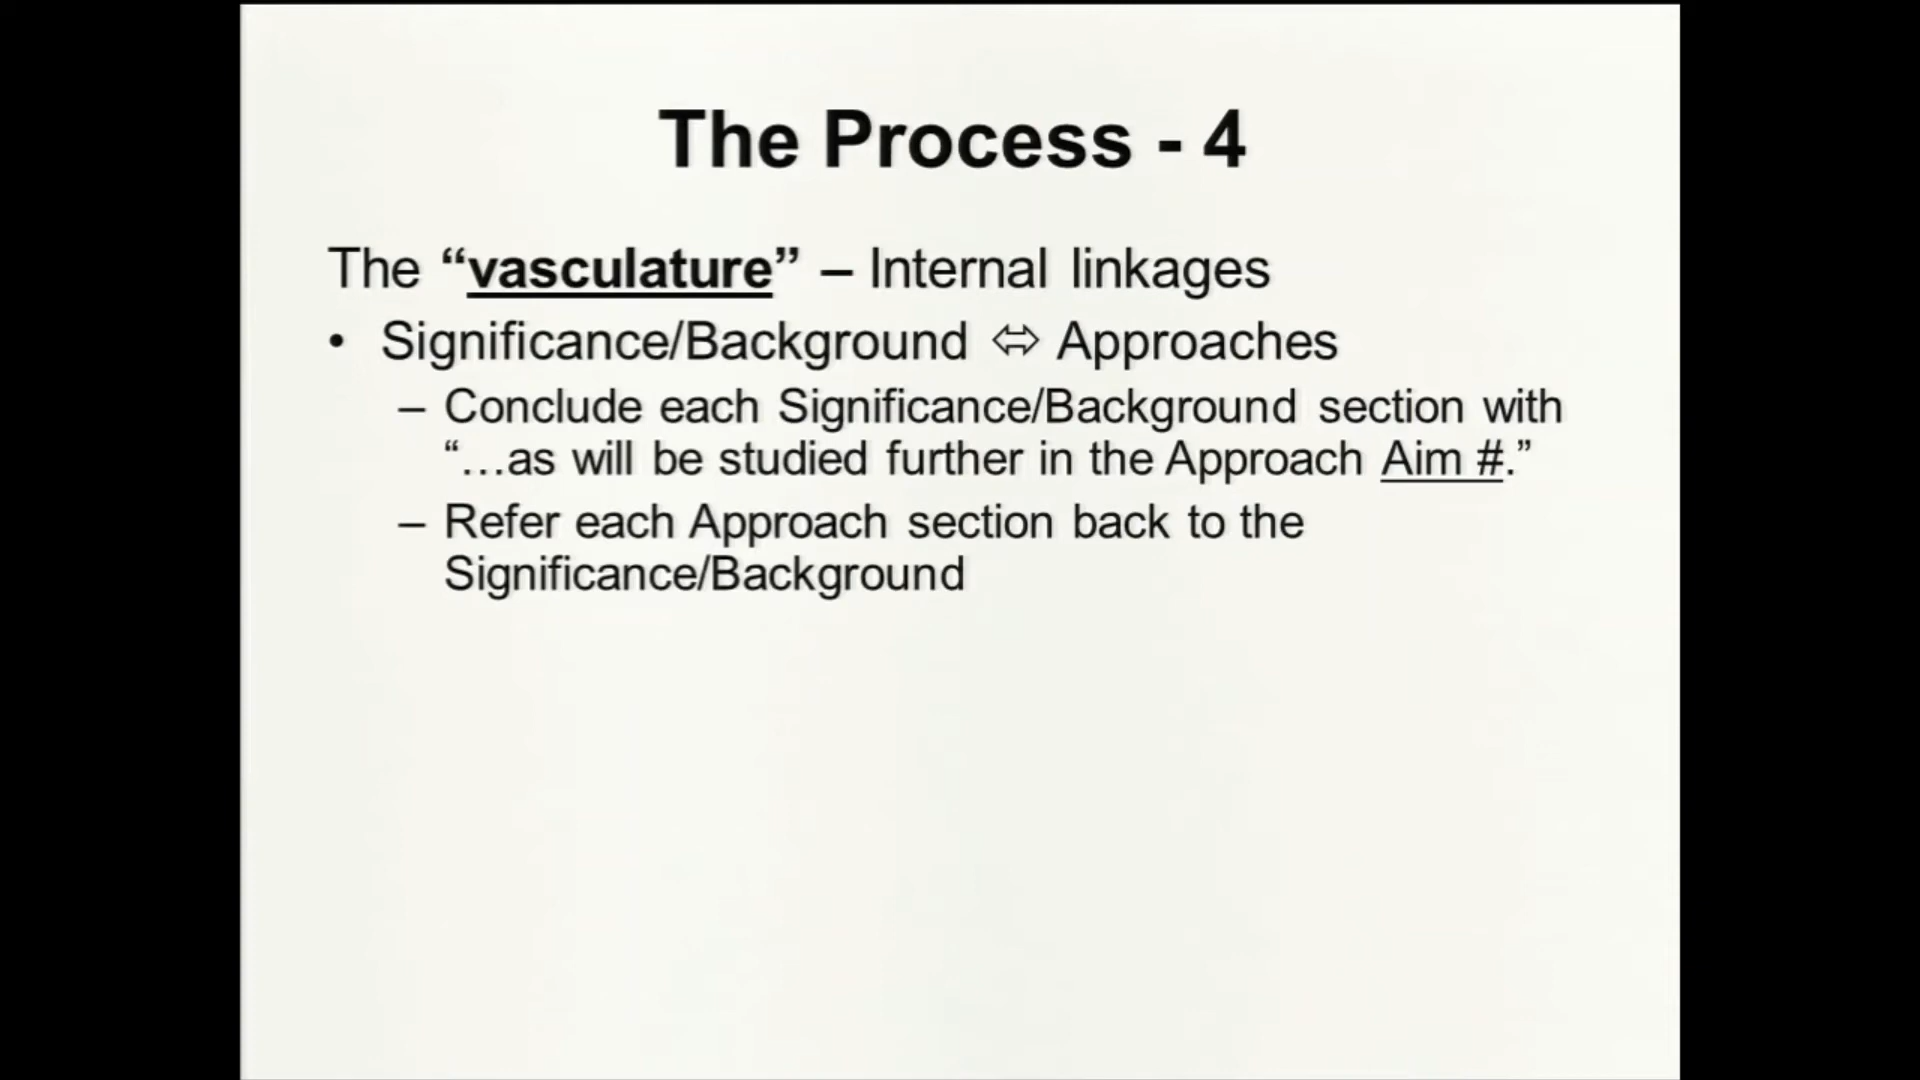 The Process - 4
The “vasculature” – Internal linkages
• Significance/Background ⬄ Approaches
– Conclude each Significance/Background section with
“…as will be studied further in the Approach Aim #.”
– Refer each Approach section back to the
Significance/Background